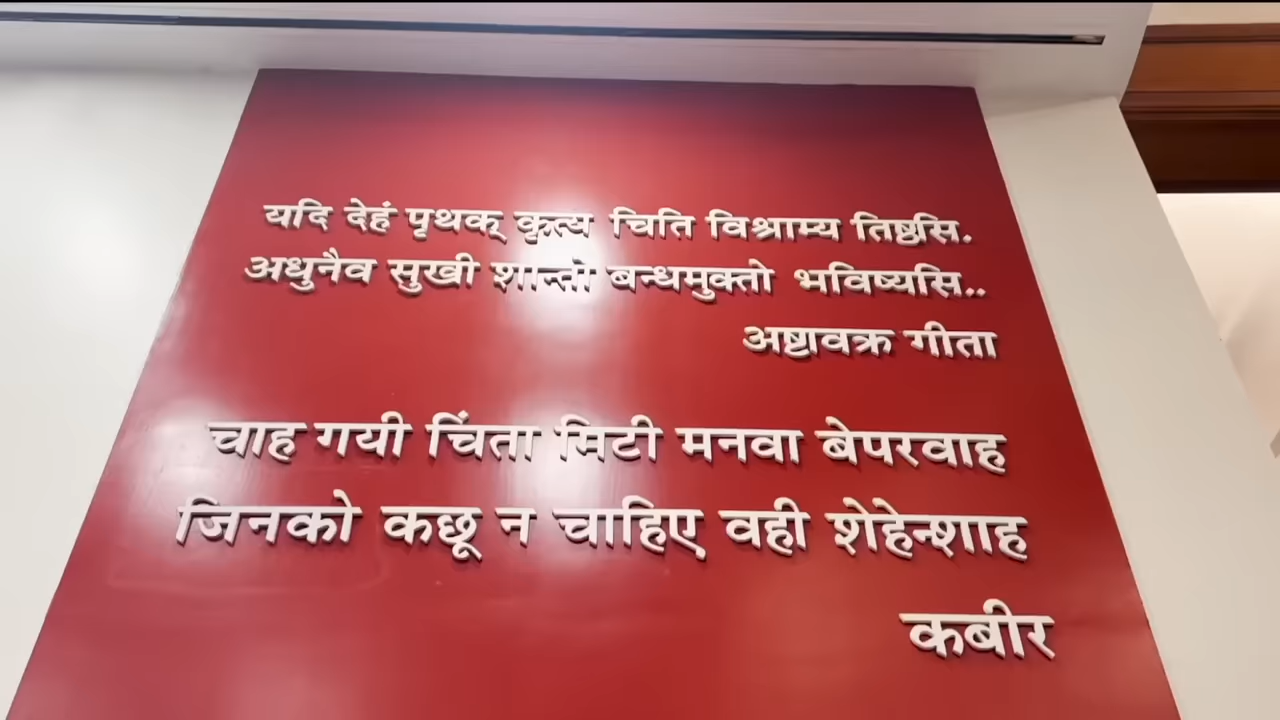 यदि देहं पृथक् कृत्य चिति विश्राम्य तिष्ठसि.
अधुनैव सुखी शान्तो बन्धमुक्तो भविष्यसि..
अष्टावक्र गीता
चाह गयी चिंता मिटी मनवा बेपरवाह
जिनको कछू न चाहिए वही शेहेन्शाह
कबीर